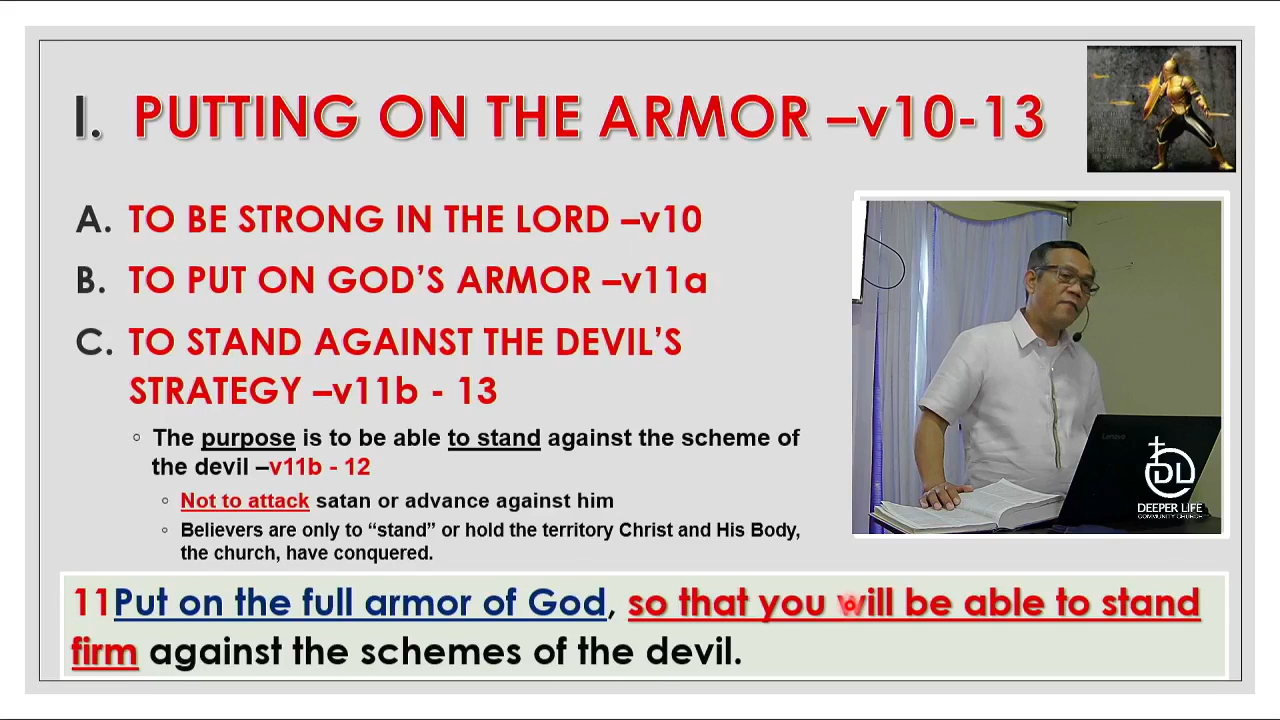 I. PUTTING ON THE ARMOR –v10-13
A. TO BE STRONG IN THE LORD –v10
B. TO PUT ON GOD’S ARMOR –v11a
C. TO STAND AGAINST THE DEVIL’S
STRATEGY –v11b - 13
The purpose is to be able to stand against the scheme of
the devil –v11b - 12
Not to attack satan or advance against him
Believers are only to “stand” or hold the territory Christ and His Body,
the church, have conquered.
Lenovo
DL
DEEPER LIFE
COMMUNITY CHURCH
11Put on the full armor of God, so that you will be able to stand
firm against the schemes of the devil.